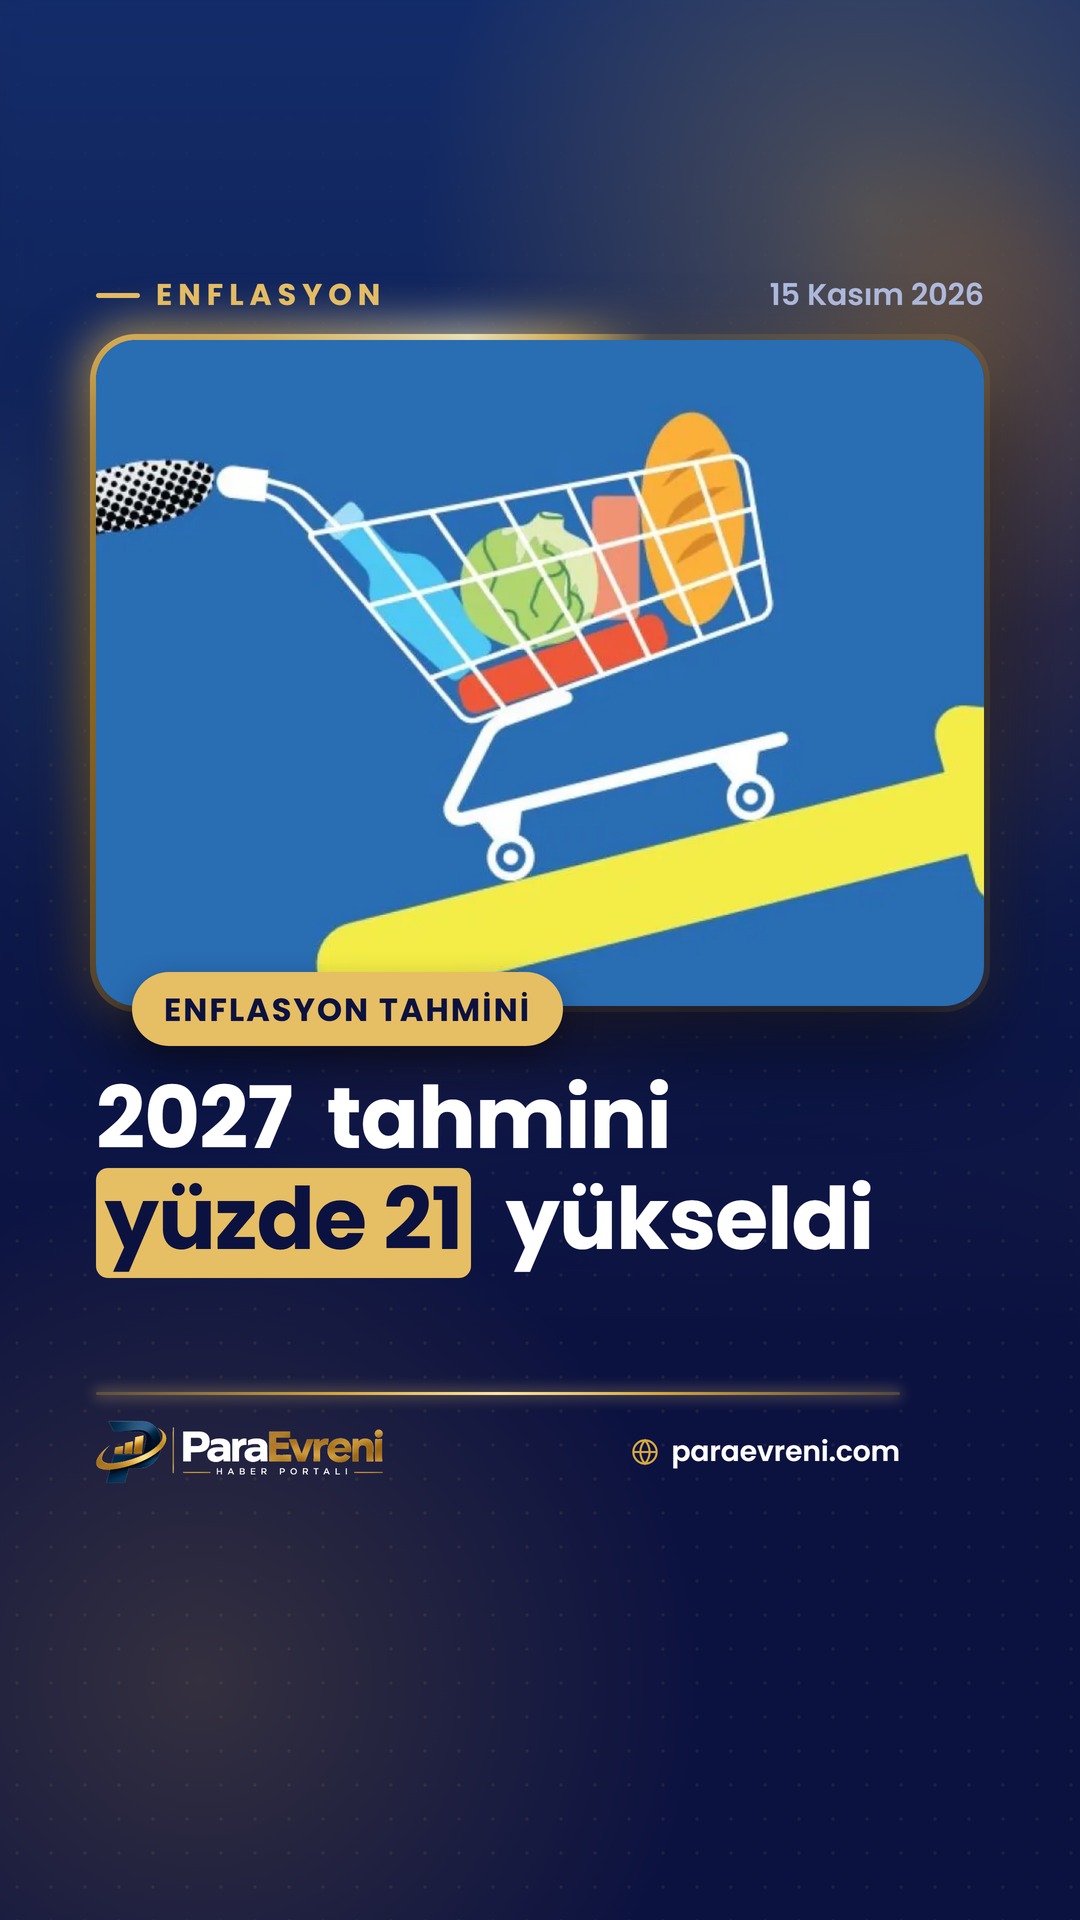 ENFLASYON
15 Kasım 2026
ENFLASYON TAHMİNİ
2027 tahmini
yüzde 21 yükseldi
ParaEvreni
HABER PORTALI
paraevreni.com